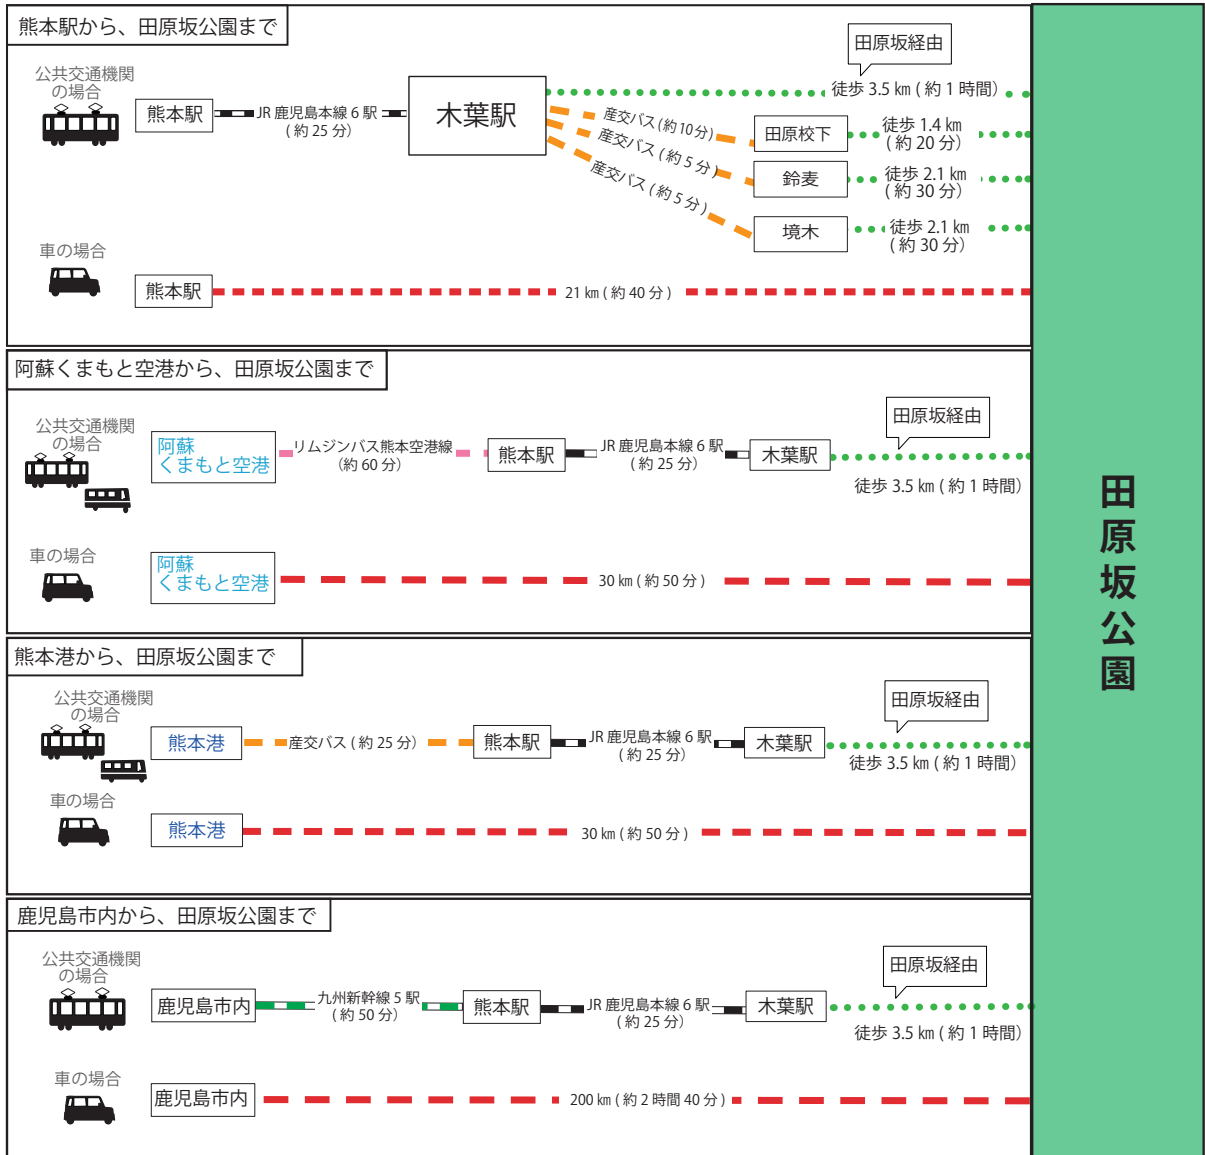 熊本駅から、田原坂公園まで
公共交通機関
の場合
熊本駅
JR 鹿児島本線 6 駅
( 約 25 分 )
木葉駅
田原坂経由
徒歩 3.5 ㎞ ( 約 1 時間 )
産交バス ( 約 10 分 )
田原校下
徒歩 1.4 ㎞
( 約 20 分 )
産交バス ( 約 5 分 )
鈴麦
徒歩 2.1 ㎞
( 約 30 分 )
産交バス ( 約 5 分 )
境木
徒歩 2.1 ㎞
( 約 30 分 )
車の場合
熊本駅
21 ㎞ ( 約 40 分 )
阿蘇くまもと空港から、田原坂公園まで
公共交通機関
の場合
阿蘇
くまもと空港
リムジンバス熊本空港線
（約 60 分 )
熊本駅
JR 鹿児島本線 6 駅
( 約 25 分 )
木葉駅
田原坂経由
徒歩 3.5 ㎞ ( 約 1 時間）
車の場合
阿蘇
くまもと空港
30 ㎞ ( 約 50 分 )
熊本港から、田原坂公園まで
公共交通機関
の場合
熊本港
産交バス ( 約 25 分 )
熊本駅
JR 鹿児島本線 6 駅
( 約 25 分 )
木葉駅
田原坂経由
徒歩 3.5 ㎞ ( 約 1 時間 )
車の場合
熊本港
30 ㎞ ( 約 50 分 )
鹿児島市内から、田原坂公園まで
公共交通機関
の場合
鹿児島市内
九州新幹線 5 駅
( 約 50 分 )
熊本駅
JR 鹿児島本線 6 駅
( 約 25 分 )
木葉駅
田原坂経由
徒歩 3.5 ㎞ ( 約 1 時間 )
車の場合
鹿児島市内
200 ㎞ ( 約 2 時間 40 分 )
田原坂公園